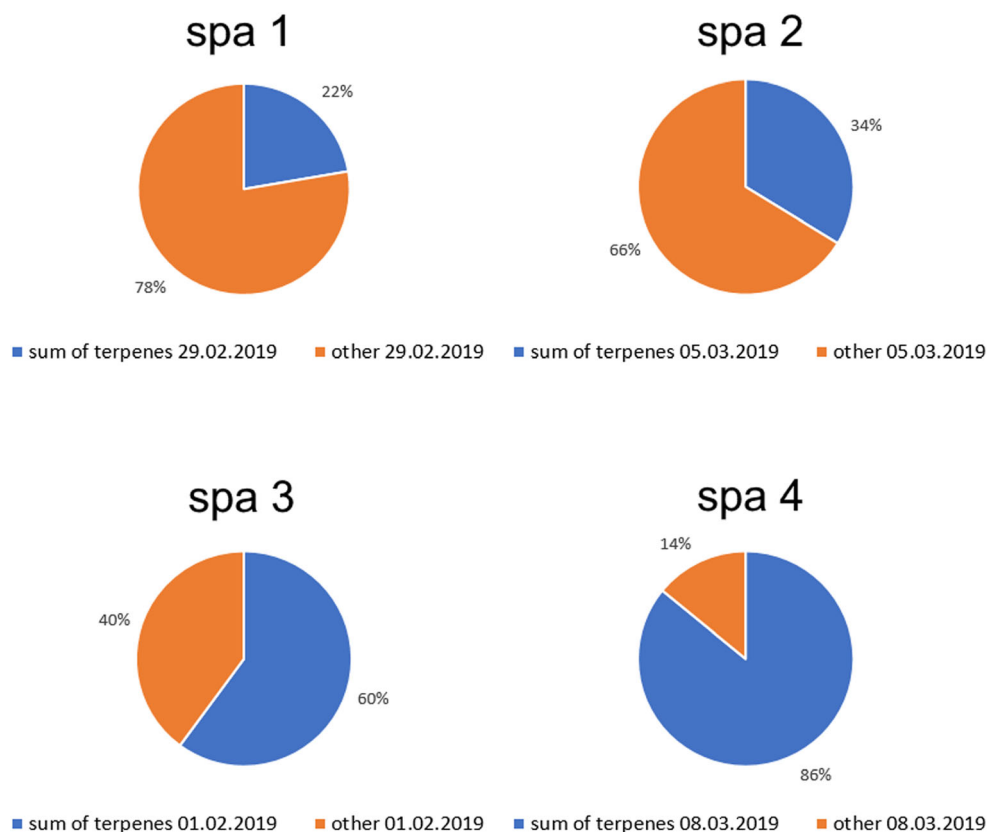 spa 1
22%
78%
sum of terpenes 29.02.2019
other 29.02.2019
spa 2
34%
66%
sum of terpenes 05.03.2019
other 05.03.2019
spa 3
40%
60%
sum of terpenes 01.02.2019
other 01.02.2019
spa 4
14%
86%
sum of terpenes 08.03.2019
other 08.03.2019